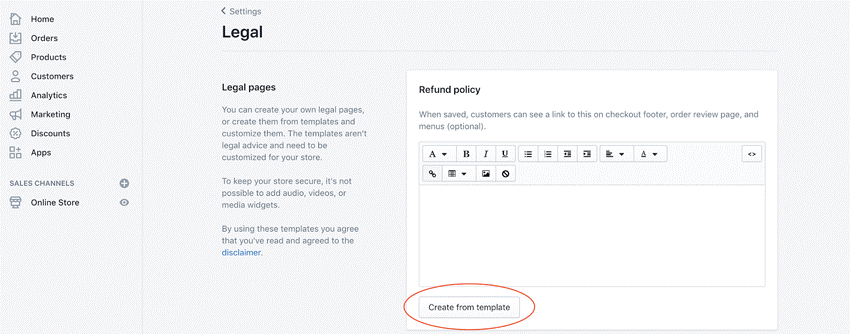 Settings
Legal
Home
Orders
Products
Customers
Analytics
Marketing
Discounts
Apps
SALES CHANNELS
Online Store
Legal pages
You can create your own legal pages,
or create them from templates and
customize them. The templates aren't
legal advice and need to be
customized for your store.
To keep your store secure, it's not
possible to add audio, videos, or
media widgets.
By using these templates you agree
that you've read and agreed to the
disclaimer.
Refund policy
When saved, customers can see a link to this on checkout footer, order review page, and
menus (optional).
A B I U A <>
Create from template